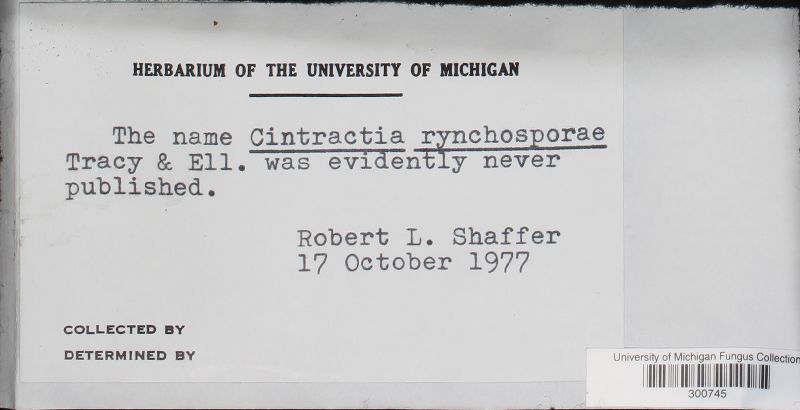 HERBARIUM OF THE UNIVERSITY OF MICHIGAN
The name Cintractia rynchosporae
Tracy & Ell. was evidently never
published.
Robert L. Shaffer
17 October 1977
COLLECTED BY
DETERMINED BY
University of Michigan Fungus Collection
300745